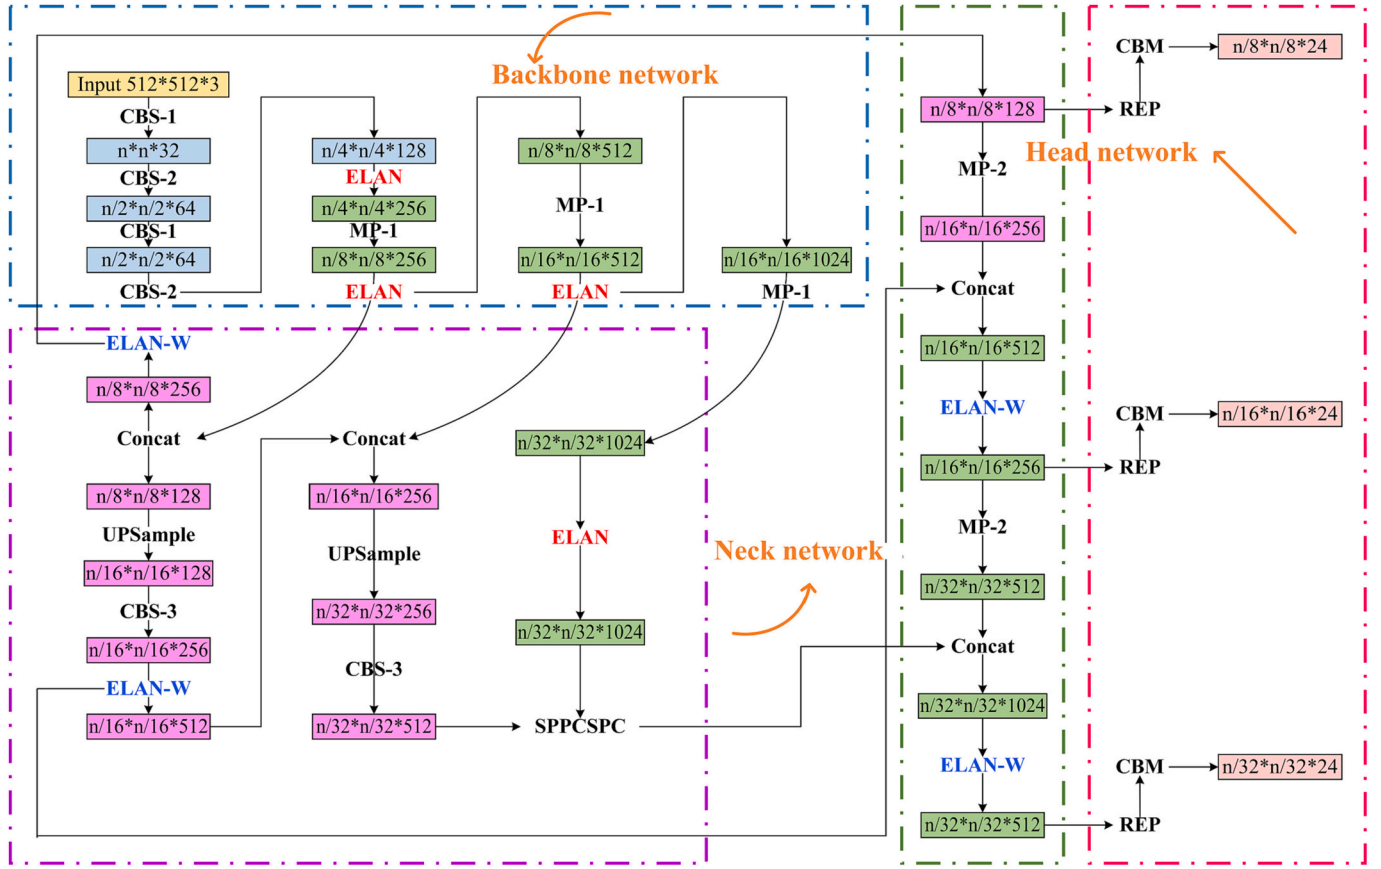 Backbone network
Input 512*512*3
CBS-1
n*n*32
CBS-2
n/2*n/2*64
CBS-1
n/2*n/2*64
CBS-2
n/4*n/4*128
ELAN
n/4*n/4*256
MP-1
n/8*n/8*256
ELAN
n/8*n/8*512
MP-1
n/16*n/16*512
ELAN
n/16*n/16*1024
MP-1
ELAN-W
n/8*n/8*256
Concat
n/8*n/8*128
UPSample
n/16*n/16*128
CBS-3
n/16*n/16*256
ELAN-W
n/16*n/16*512
Concat
n/16*n/16*256
UPSample
n/32*n/32*256
CBS-3
n/32*n/32*512
n/32*n/32*1024
ELAN
n/32*n/32*1024
SPPCSPC
Neck network
n/8*n/8*128
MP-2
n/16*n/16*256
Concat
n/16*n/16*512
ELAN-W
n/16*n/16*256
MP-2
n/32*n/32*512
Concat
n/32*n/32*1024
ELAN-W
n/32*n/32*512
Head network
CBM
n/8*n/8*24
REP
CBM
n/16*n/16*24
REP
CBM
n/32*n/32*24
REP